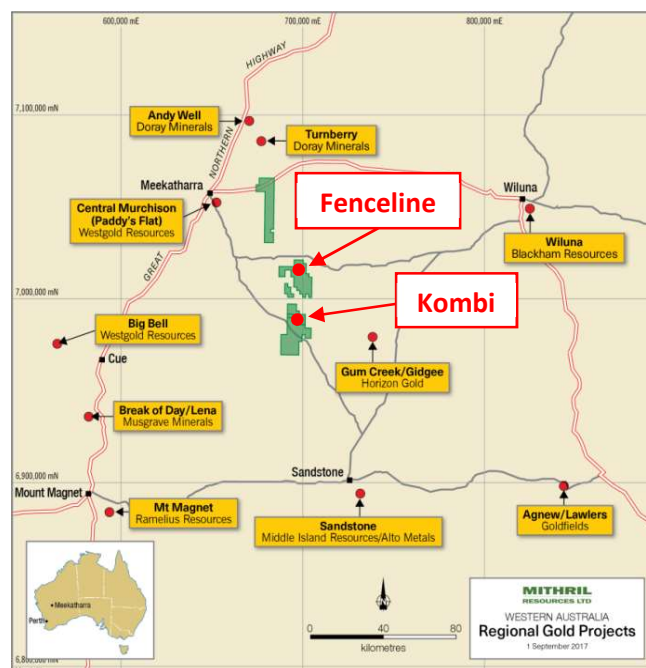 600,000 mE
700,000 mE
800,000 mE
HIGHWAY
7,100,000 mN
Andy Well
Doray Minerals
Turnberry
Doray Minerals
NORTHERN
Meekatharra
Wiluna
Fenceline
Central Murchison
(Paddy's Flat)
Westgold Resources
Wiluna
Blackham Resources
GREAT
7,000,000 mN
Kombi
Big Bell
Westgold Resources
Cue
Gum Creek/Gidgee
Horizon Gold
Break of Day/Lena
Musgrave Minerals
6,900,000 mN
Sandstone
Mount Magnet
Mt Magnet
Ramelius Resources
Sandstone
Middle Island Resources/Alto Metals
Agnew/Lawlers
Goldfields
Meekatharra
Perth
0 40 80
kilometres
MITHRIL
RESOURCES LTD
WESTERN AUSTRALIA
Regional Gold Projects
1 September 2017
6,800,000 mN